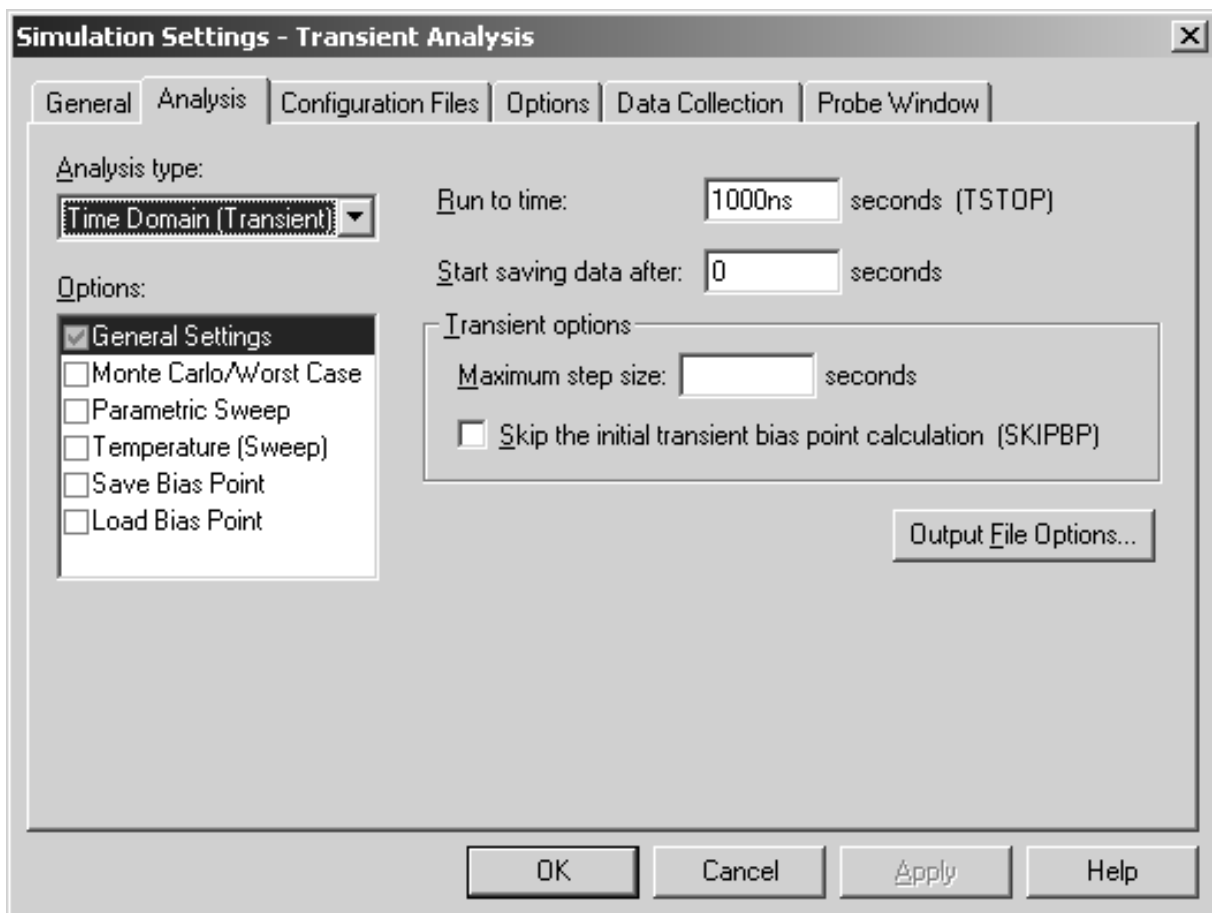 Simulation Settings - Transient Analysis
General Analysis Configuration Files Options Data Collection Probe Window
Analysis type:
Time Domain (Transient)
Run to time: 1000ns seconds (TSTOP)
Start saving data after: 0 seconds
Options:
General Settings
Monte Carlo/Worst Case
Parametric Sweep
Temperature (Sweep)
Save Bias Point
Load Bias Point
Transient options
Maximum step size: seconds
Skip the initial transient bias point calculation (SKIPBP)
Output File Options...
OK Cancel Apply Help